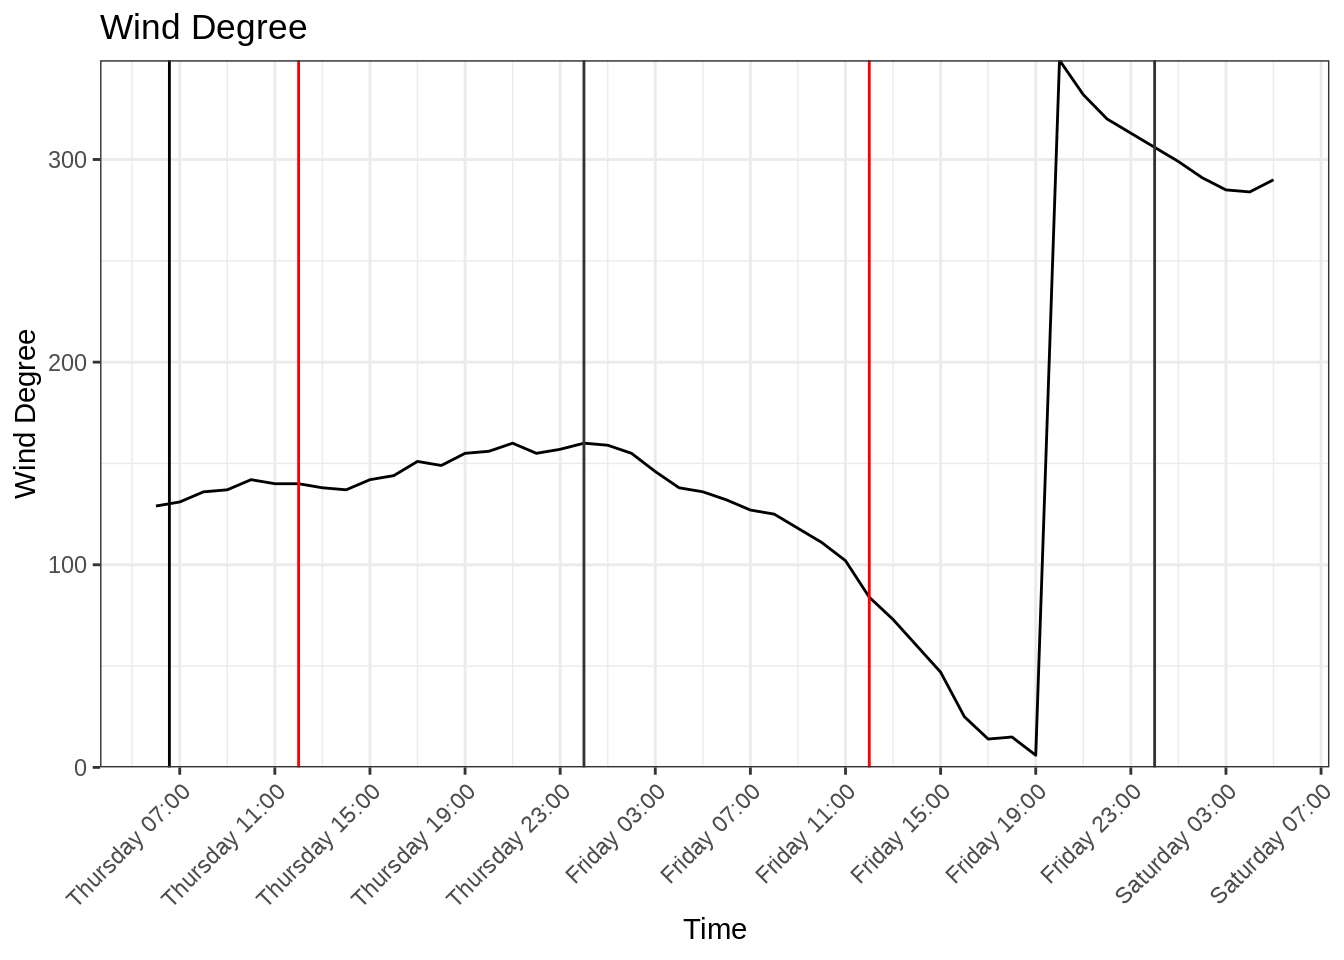 Wind Degree
Wind Degree
300
200
100
0
Thursday 07:00
Thursday 11:00
Thursday 15:00
Thursday 19:00
Thursday 23:00
Friday 03:00
Friday 07:00
Friday 11:00
Friday 15:00
Friday 19:00
Friday 23:00
Saturday 03:00
Saturday 07:00
Time